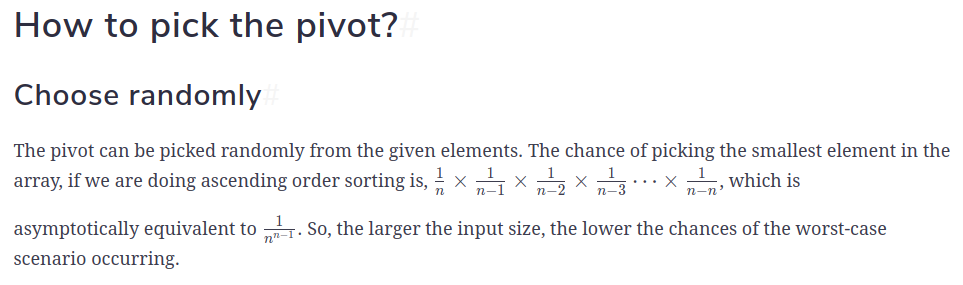 How to pick the pivot?#
Choose randomly#
The pivot can be picked randomly from the given elements. The chance of picking the smallest element in the
array, if we are doing ascending order sorting is, $\frac{1}{n} \times \frac{1}{n-1} \times \frac{1}{n-2} \times \frac{1}{n-3} \cdots \times \frac{1}{n-n}$, which is
asymptotically equivalent to $\frac{1}{n^{n-1}}$. So, the larger the input size, the lower the chances of the worst-case
scenario occurring.